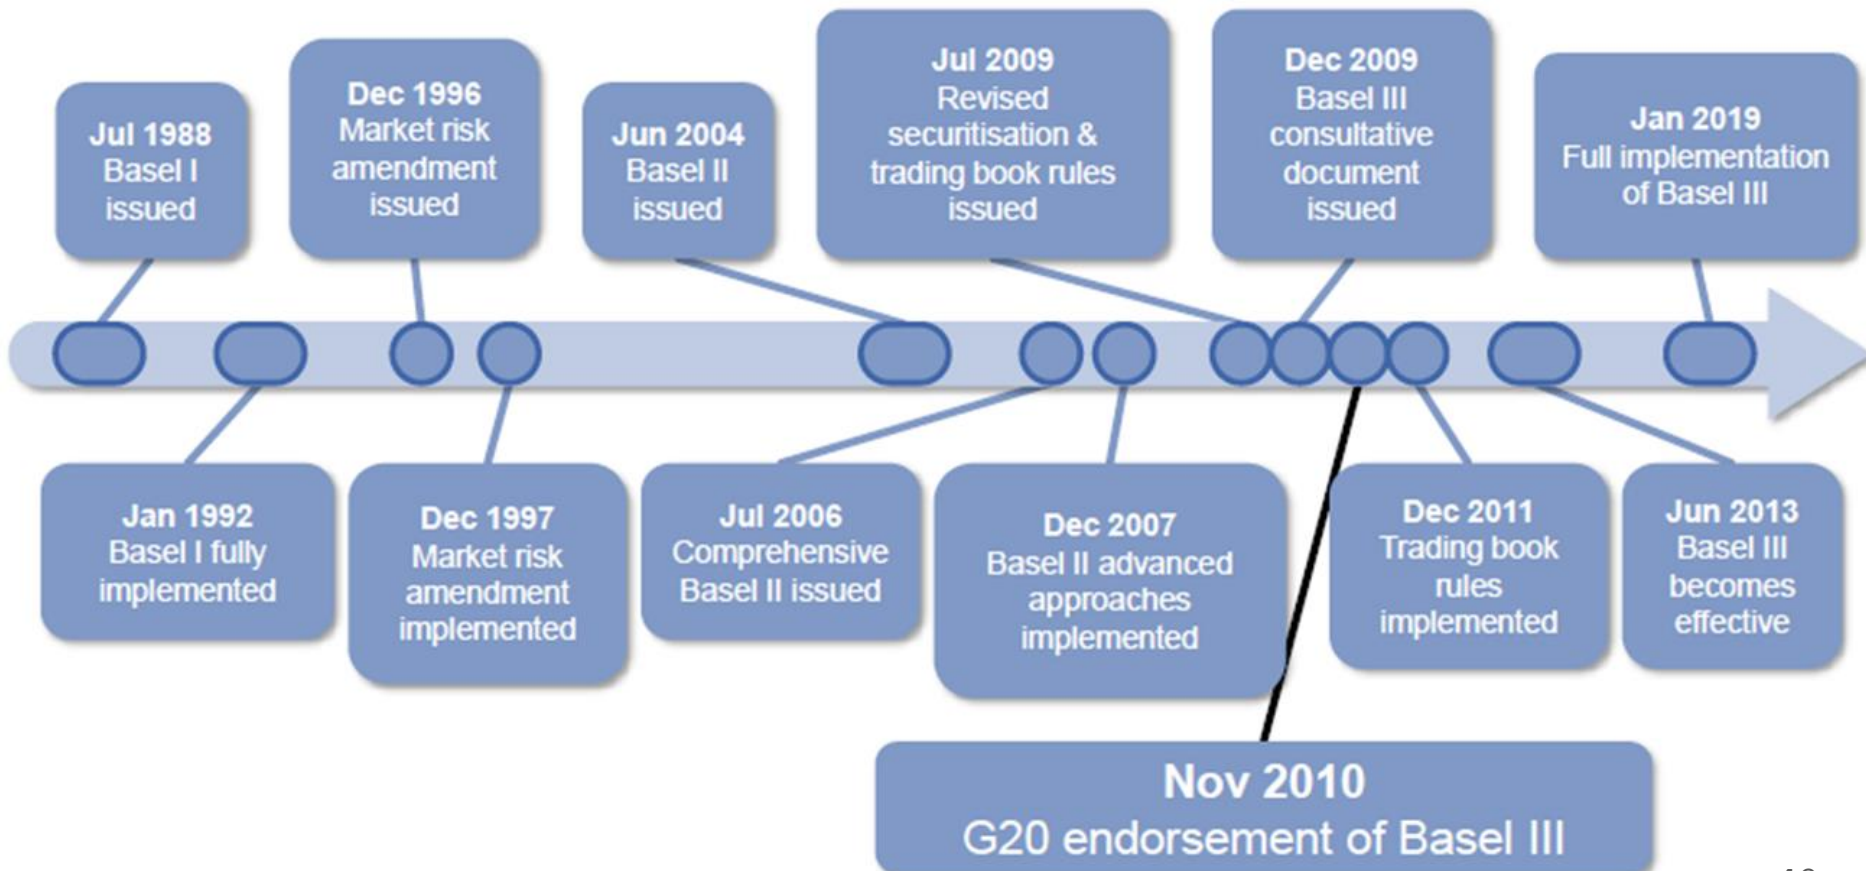 Jul 1988
Basel I
issued
Dec 1996
Market risk
amendment
issued
Jun 2004
Basel II
issued
Jul 2009
Revised
securitisation &
trading book rules
issued
Dec 2009
Basel III
consultative
document
issued
Jan 2019
Full implementation
of Basel III
Jan 1992
Basel I fully
implemented
Dec 1997
Market risk
amendment
implemented
Jul 2006
Comprehensive
Basel II issued
Dec 2007
Basel II advanced
approaches
implemented
Dec 2011
Trading book
rules
implemented
Jun 2013
Basel III
becomes
effective
Nov 2010
G20 endorsement of Basel III